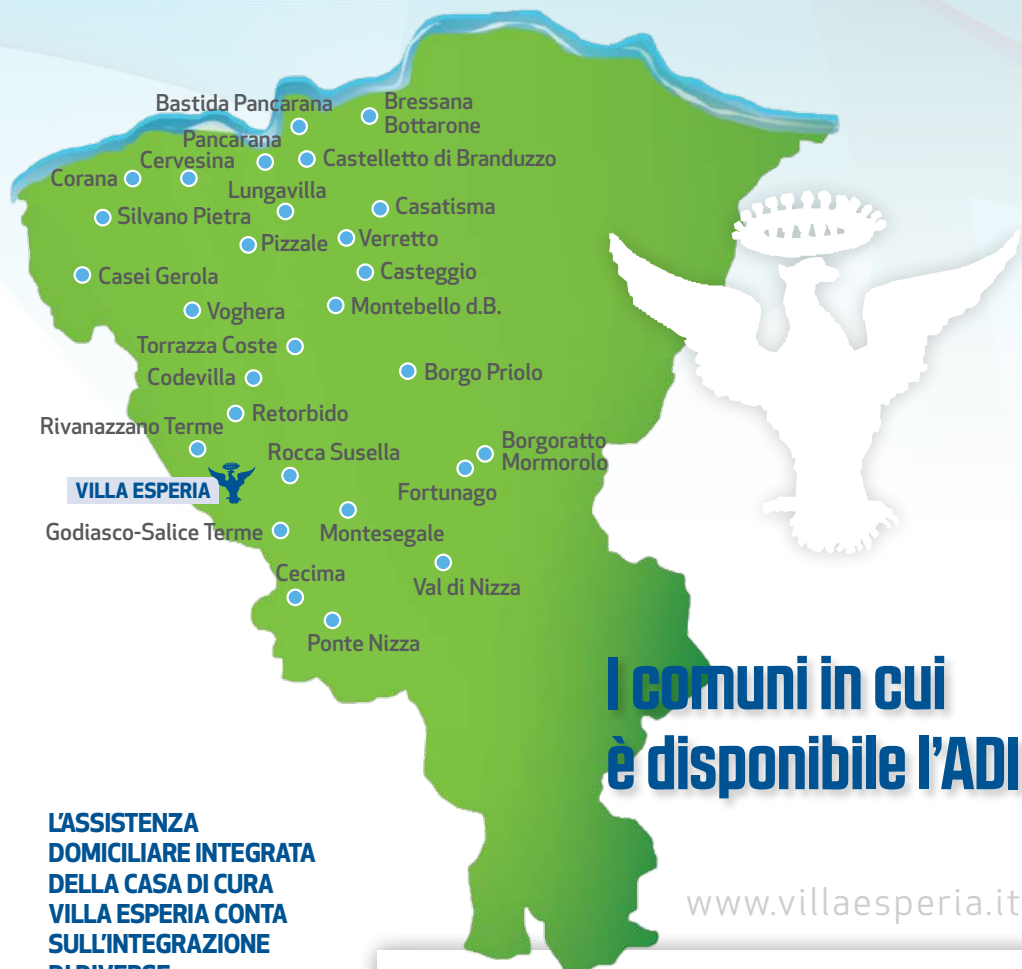 Bastida Pancarana
Bressana
Bottarone
Pancarana
Cervesina
Castelletto di Branduzzo
Corana
Lungavilla
Silvano Pietra
Casatisma
Pizzale
Verretto
Casei Gerola
Casteggio
Voghera
Montebello d.B.
Torrazza Coste
Codevilla
Borgo Priolo
Retorbido
Rivanazzano Terme
Rocca Susella
Borgoratto
Mormorolo
VILLA ESPERIA
Fortunago
Godiasco-Salice Terme
Montesegale
Cecima
Val di Nizza
Ponte Nizza
I comuni in cui
è disponibile l'ADI
L'ASSISTENZA
DOMICILIARE INTEGRATA
DELLA CASA DI CURA
VILLA ESPERIA CONTA
SULL'INTEGRAZIONE
DI DIVERSE
www.villaesperia.it